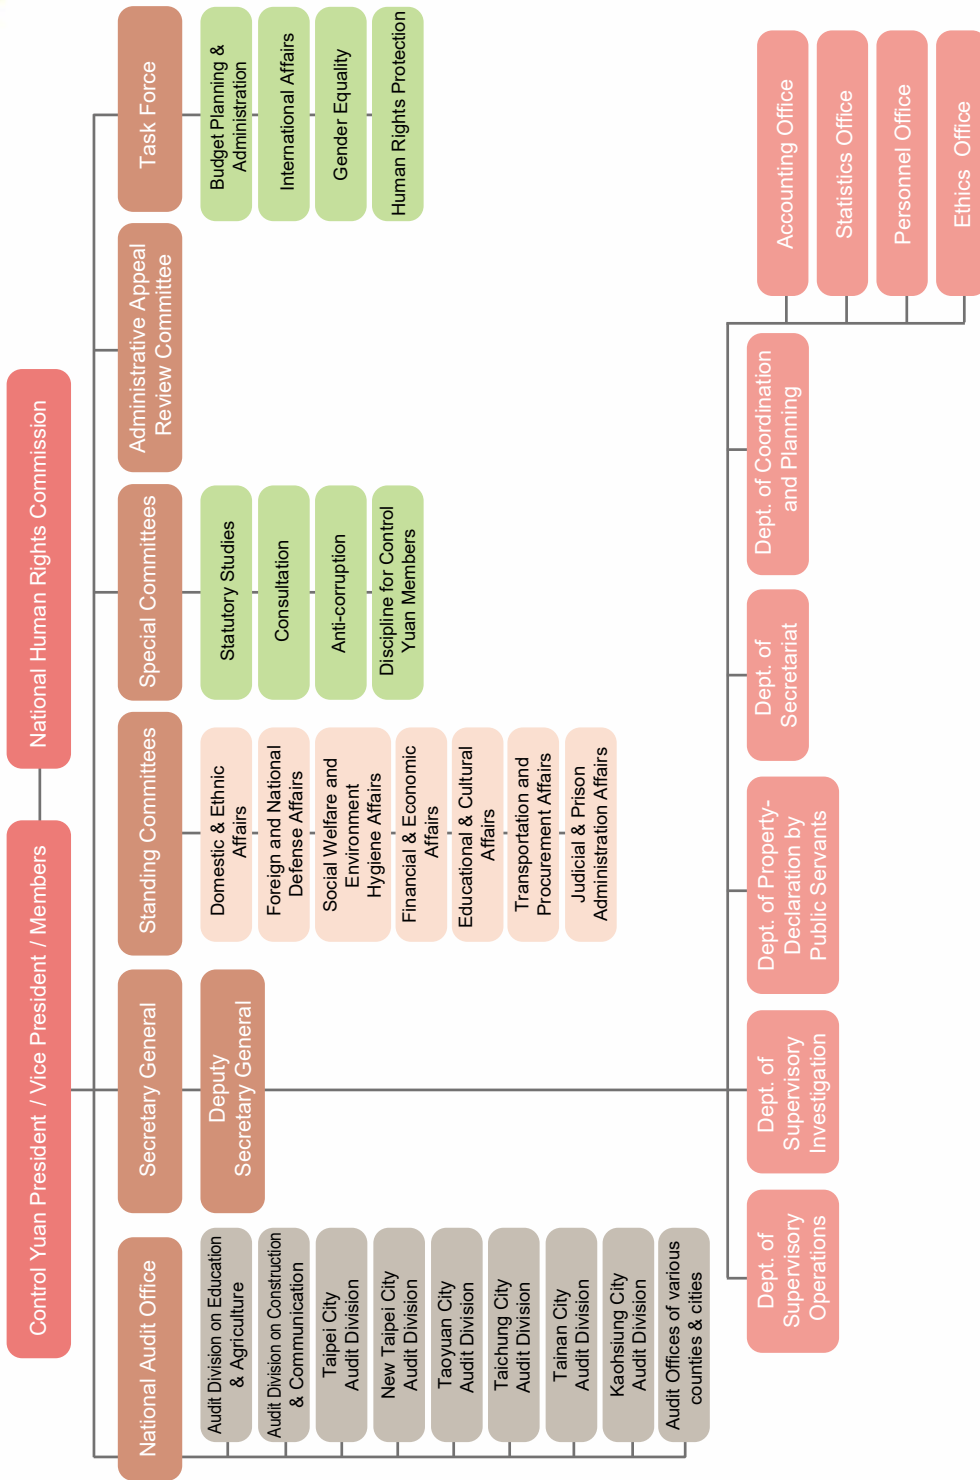 Control Yuan President / Vice President / Members
National Human Rights Commission
National Audit Office
Secretary General
Standing Committees
Special Committees
Administrative Appeal
Review Committee
Task Force
Audit Division on Education
& Agriculture
Audit Division on Construction
& Communication
Taipei City
Audit Division
New Taipei City
Audit Division
Taoyuan City
Audit Division
Taichung City
Audit Division
Tainan City
Audit Division
Kaohsiung City
Audit Division
Audit Offices of various
counties & cities
Deputy
Secretary General
Domestic & Ethnic
Affairs
Foreign and National
Defense Affairs
Social Welfare and
Environment
Hygiene Affairs
Financial & Economic
Affairs
Educational & Cultural
Affairs
Transportation and
Procurement Affairs
Judicial & Prison
Administration Affairs
Statutory Studies
Consultation
Anti-corruption
Discipline for Control
Yuan Members
Budget Planning &
Administration
International Affairs
Gender Equality
Human Rights Protection
Dept. of
Supervisory
Operations
Dept. of
Supervisory
Investigation
Dept. of Property-
Declaration by
Public Servants
Dept. of
Secretariat
Dept. of Coordination
and Planning
Accounting Office
Statistics Office
Personnel Office
Ethics Office